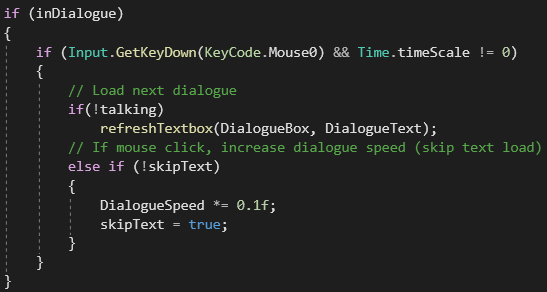 if (inDialogue)
{
if (Input.GetKeyDown(KeyCode.Mouse0) && Time.timeScale != 0)
{
// Load next dialogue
if(!talking)
refreshTextbox(DialogueBox, DialogueText);
// If mouse click, increase dialogue speed (skip text load)
else if (!skipText)
{
DialogueSpeed *= 0.1f;
skipText = true;
}
}
}